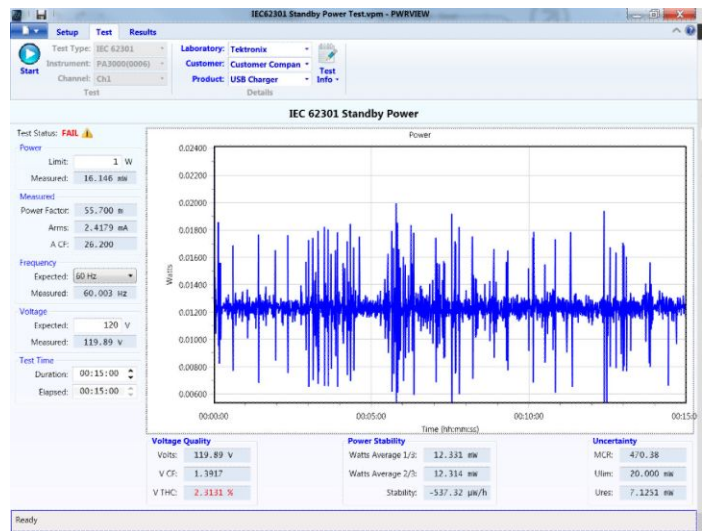 IEC62301 Standby Power Test.vpm - PWRVIEW
Setup Test Results
Start
Test Type: IEC 62301
Instrument: PA3000(0006)
Channel: Ch1
Test
Laboratory: Tektronix
Customer: Customer Compan
Product: USB Charger
Test
Info
Details
IEC 62301 Standby Power
Test Status: FAIL
Power
Limit: 1 W
Measured: 16.146 mW
Measured
Power Factor: 55.700 m
Arms: 2.4179 mA
A CF: 26.200
Frequency
Expected: 60 Hz
Measured: 60.003 Hz
Voltage
Expected: 120 V
Measured: 119.89 V
Test Time
Duration: 00:15:00
Elapsed: 00:15:00
Power
Watts
0.02400
0.02200
0.02000
0.01800
0.01600
0.01400
0.01200
0.01000
0.00800
0.00600
00:00:00 00:05:00 00:10:00 00:15:0
Time (hh:mm:ss)
Voltage Quality
Volts: 119.89 V
V CF: 1.3917
V THC: 2.3131 %
Power Stability
Watts Average 1/3: 12.331 mW
Watts Average 2/3: 12.314 mW
Stability: -537.32 µW/h
Uncertainty
MCR: 470.38
Ulim: 20.000 mW
Ures: 7.1251 mW
Ready